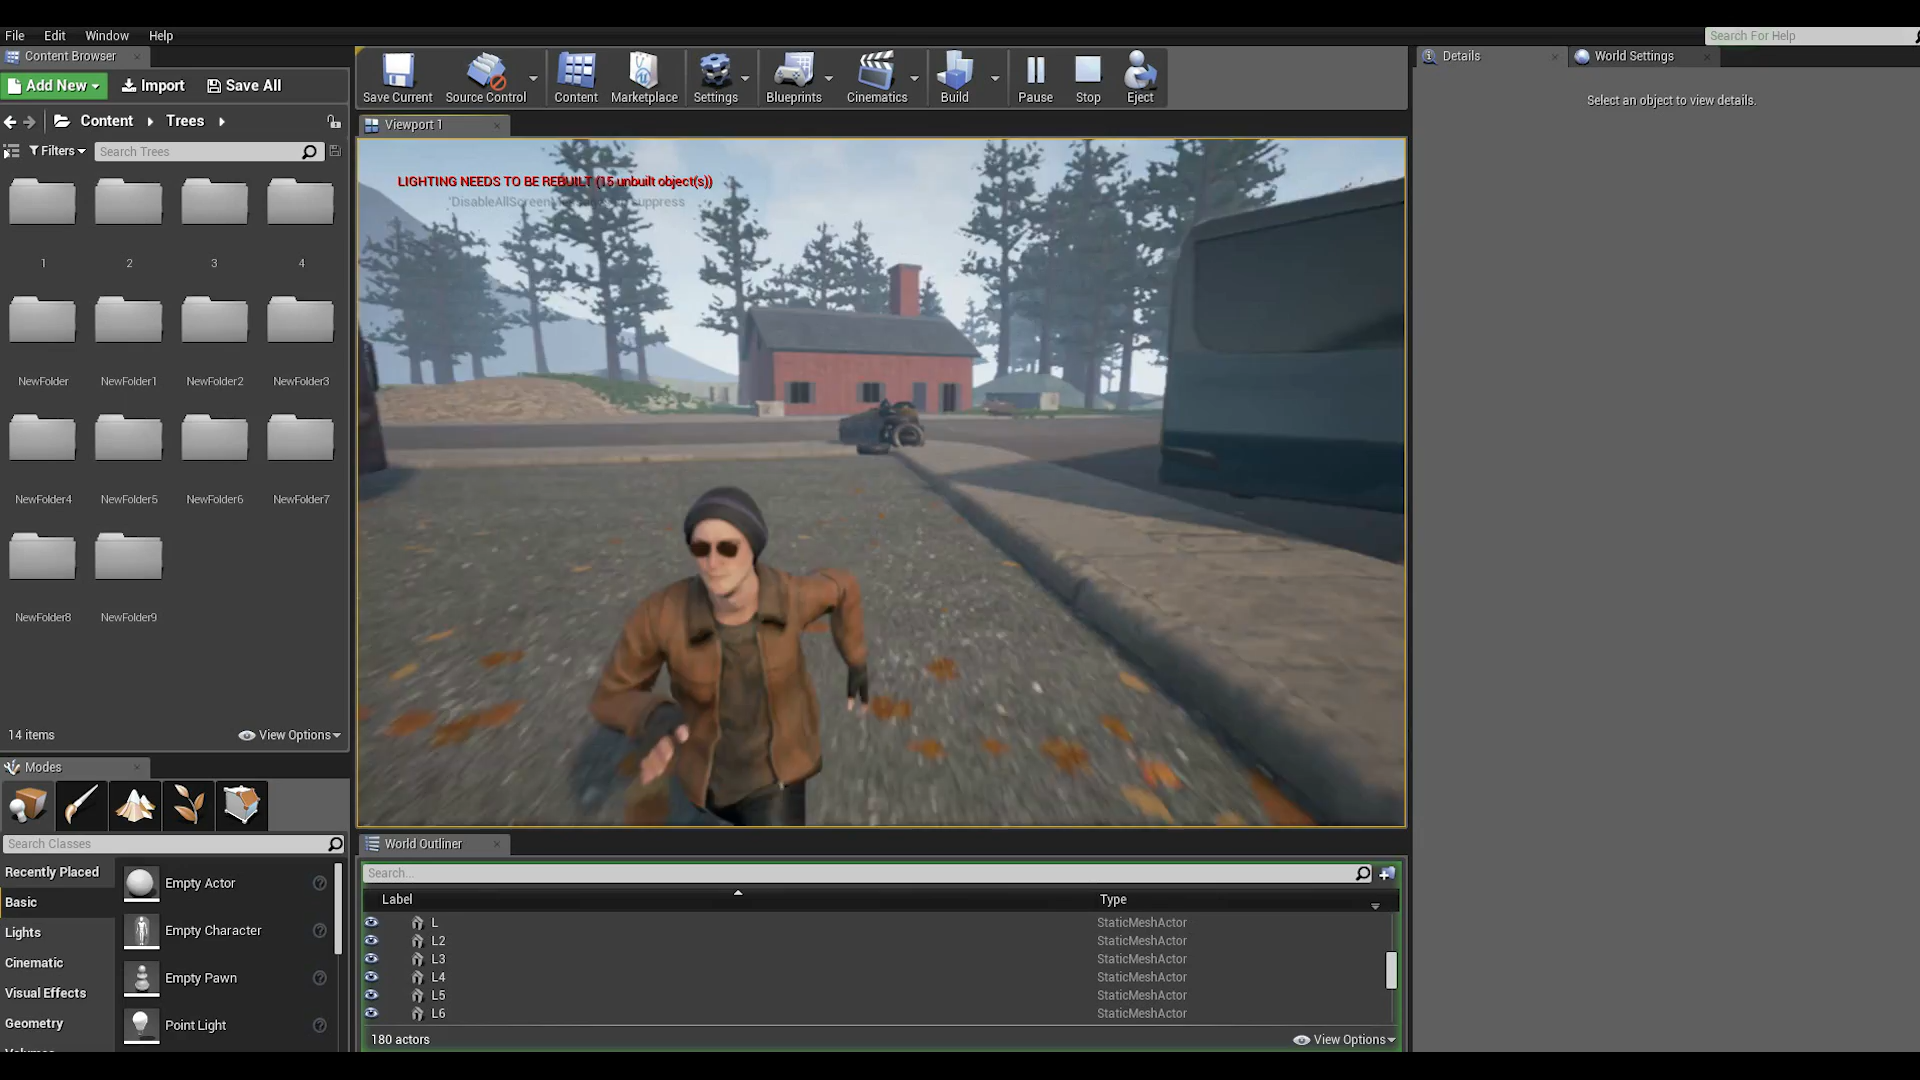 File Edit Window Help
Search For Help
Content Browser
Add New
Import
Save All
Content
Trees
Filters
Search Trees
1
2
3
4
NewFolder
NewFolder1
NewFolder2
NewFolder3
NewFolder4
NewFolder5
NewFolder6
NewFolder7
NewFolder8
NewFolder9
14 items
View Options
Modes
Search Classes
Recently Placed
Basic
Lights
Cinematic
Visual Effects
Geometry
Empty Actor
Empty Character
Empty Pawn
Point Light
Save Current
Source Control
Content
Marketplace
Settings
Blueprints
Cinematics
Build
Pause
Stop
Eject
Viewport 1
LIGHTING NEEDS TO BE REBUILT (15 unbuilt object(s))
suppress
World Outliner
Search...
Label Type
L StaticMeshActor
L2 StaticMeshActor
L3 StaticMeshActor
L4 StaticMeshActor
L5 StaticMeshActor
L6 StaticMeshActor
180 actors
View Options
Details
World Settings
Select an object to view details.